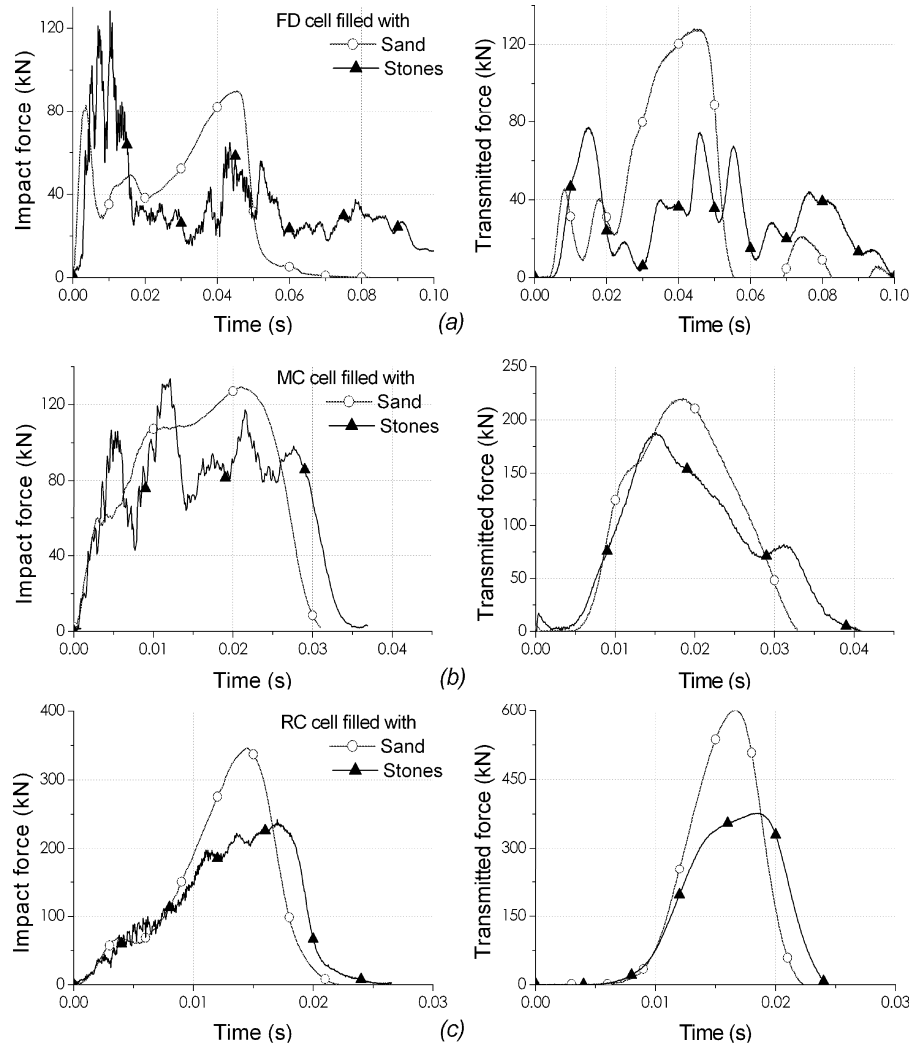 FD cell filled with
Sand
Stones
Impact force (kN)
120
80
40
0
0.00 0.02 0.04 0.06 0.08 0.10
Time (s)
Transmitted force (kN)
120
80
40
0
0.00 0.02 0.04 0.06 0.08 0.10
Time (s)
(a)
MC cell filled with
Sand
Stones
Impact force (kN)
120
80
40
0
0.00 0.01 0.02 0.03 0.04
Time (s)
Transmitted force (kN)
250
200
150
100
50
0
0.00 0.01 0.02 0.03 0.04
Time (s)
(b)
RC cell filled with
Sand
Stones
Impact force (kN)
400
300
200
100
0
0.00 0.01 0.02 0.03
Time (s)
Transmitted force (kN)
600
450
300
150
0
0.00 0.01 0.02 0.03
Time (s)
(c)